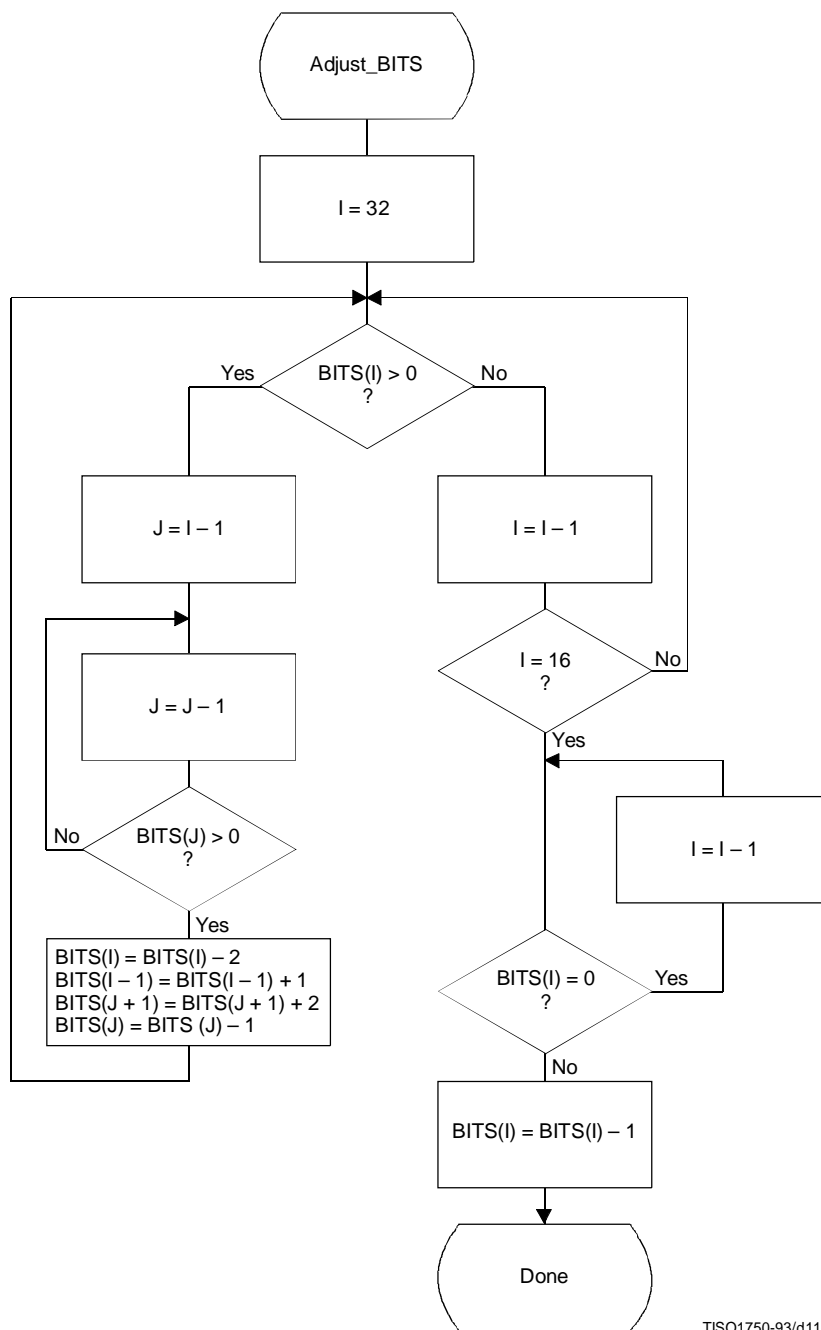 Adjust_BITS
I = 32
BITS(I) > 0
?
Yes
No
J = I – 1
I = I – 1
J = J – 1
I = 16
?
No
Yes
BITS(J) > 0
?
No
Yes
I = I – 1
BITS(I) = BITS(I) – 2
BITS(I – 1) = BITS(I – 1) + 1
BITS(J + 1) = BITS(J + 1) + 2
BITS(J) = BITS (J) – 1
BITS(I) = 0
?
Yes
No
BITS(I) = BITS(I) – 1
Done
TISO1750-93/d11